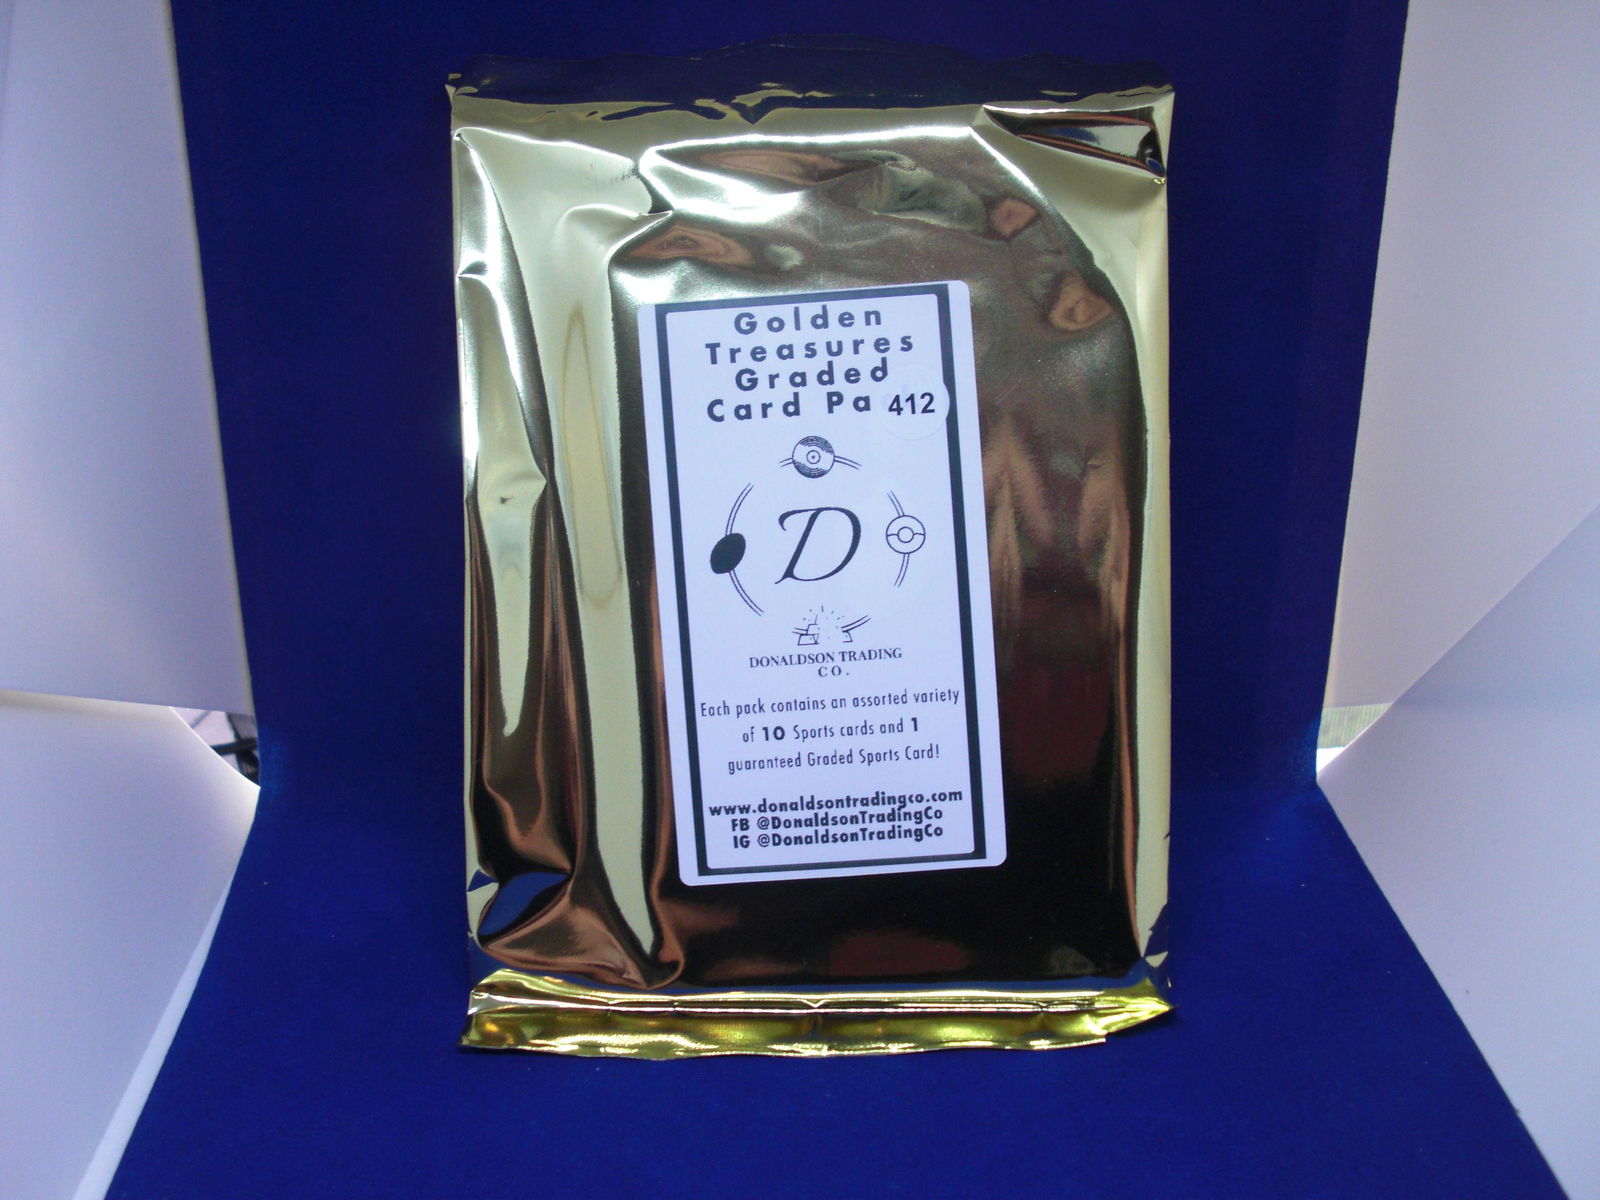 Golden
Treasures
Graded
Card Pa
412
D
DONALDSON TRADING
CO.
Each pack contains an assorted variety
of 10 Sports cards and 1
guaranteed Graded Sports Card!
www.donaldsontradingco.com
FB @DonaldsonTradingCo
IG @DonaldsonTradingCo